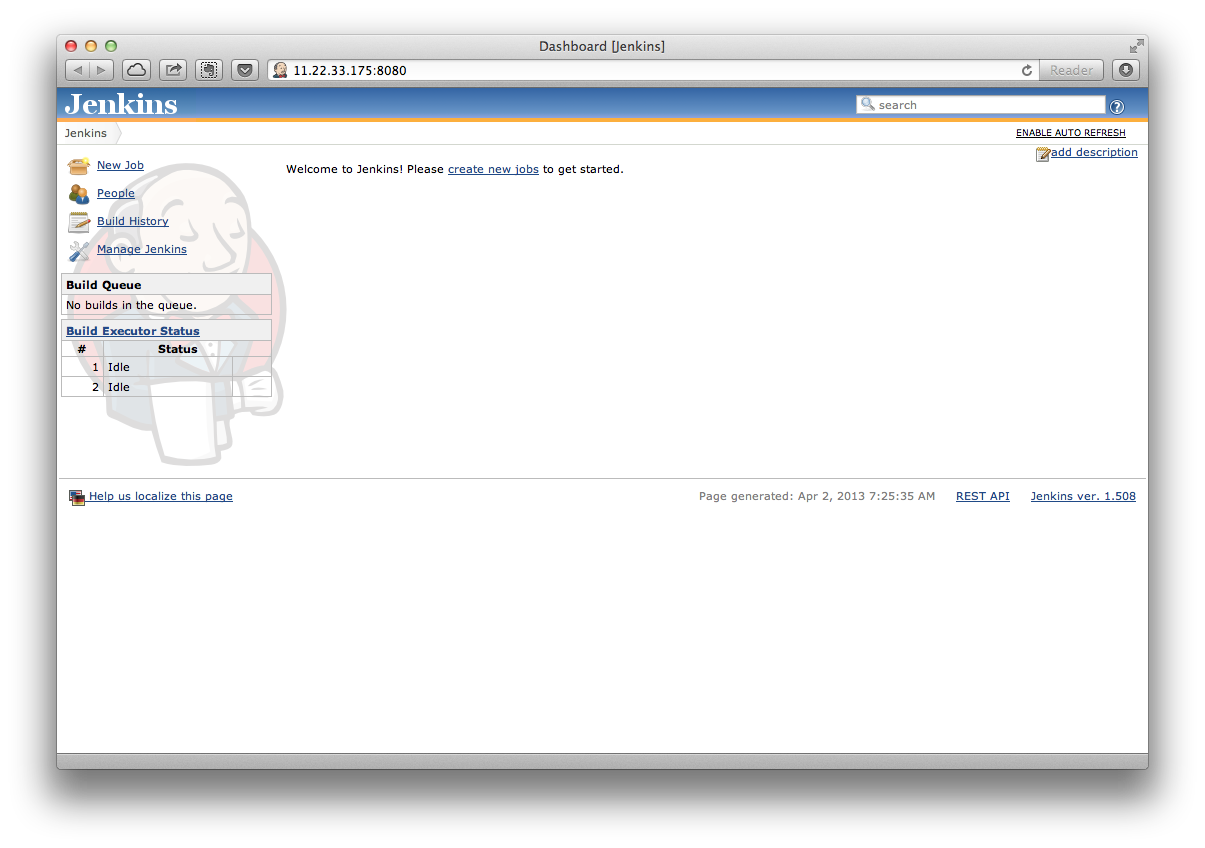 Dashboard [Jenkins]
11.22.33.175:8080
Reader
Jenkins
search
?
Jenkins
ENABLE AUTO REFRESH
add description
New Job
Welcome to Jenkins! Please create new jobs to get started.
People
Build History
Manage Jenkins
Build Queue
No builds in the queue.
Build Executor Status
# Status
1 Idle
2 Idle
Help us localize this page
Page generated: Apr 2, 2013 7:25:35 AM REST API Jenkins ver. 1.508